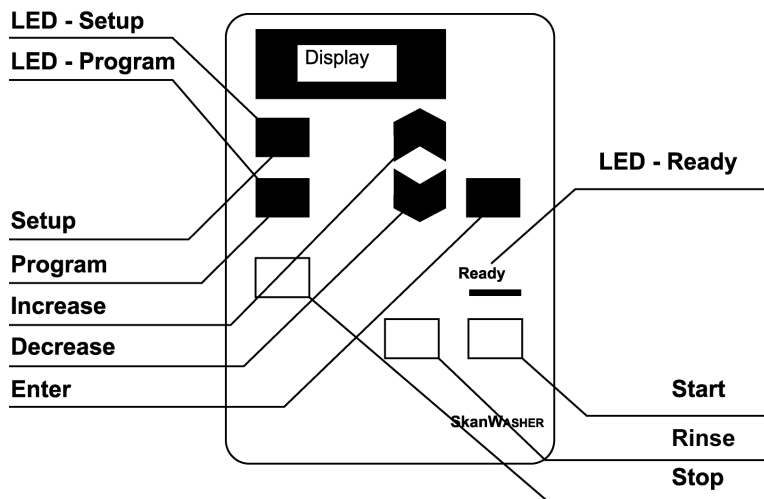 LED - Setup
LED - Program
Display
LED - Ready
Setup
Program
Increase
Decrease
Enter
Ready
SkanWASHER
Start
Rinse
Stop